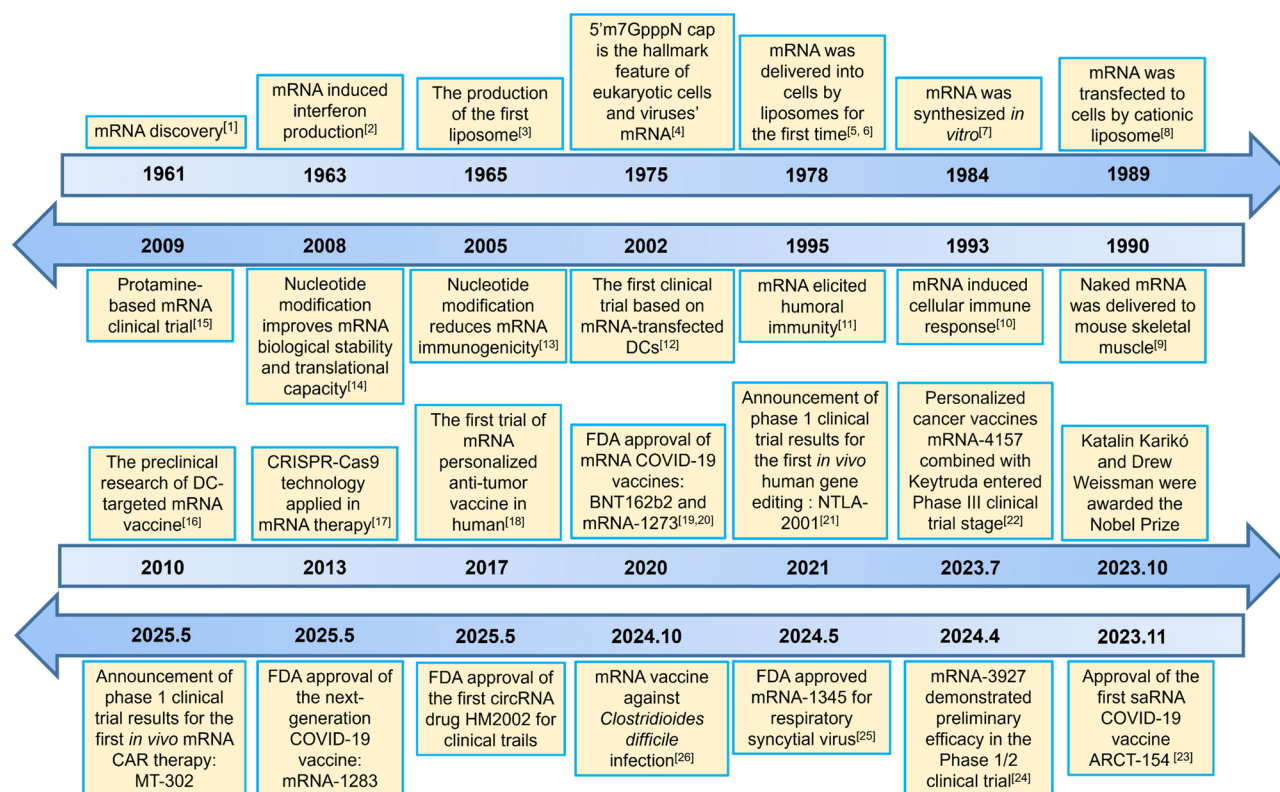 mRNA discovery[1]
mRNA induced
interferon
production[2]
The production
of the first
liposome[3]
5'm7GpppN cap
is the hallmark
feature of
eukaryotic cells
and viruses'
mRNA[4]
mRNA was
delivered into
cells by
liposomes for
the first time[5, 6]
mRNA was
synthesized in
vitro[7]
mRNA was
transfected to
cells by cationic
liposome[8]
1961
1963
1965
1975
1978
1984
1989
2009
2008
2005
2002
1995
1993
1990
Protamine-
based mRNA
clinical trial[15]
Nucleotide
modification
improves mRNA
biological stability
and translational
capacity[14]
Nucleotide
modification
reduces mRNA
immunogenicity[13]
The first clinical
trial based on
mRNA-transfected
DCs[12]
mRNA elicited
humoral
immunity[11]
mRNA induced
cellular immune
response[10]
Naked mRNA
was delivered to
mouse skeletal
muscle[9]
The preclinical
research of DC-
targeted mRNA
vaccine[16]
CRISPR-Cas9
technology
applied in
mRNA therapy[17]
The first trial of
mRNA
personalized
anti-tumor
vaccine in
human[18]
FDA approval of
mRNA COVID-19
vaccines:
BNT162b2 and
mRNA-1273[19,20]
Announcement of
phase 1 clinical
trial results for
the first in vivo
human gene
editing : NTLA-
2001[21]
Personalized
cancer vaccines
mRNA-4157
combined with
Keytruda entered
Phase III clinical
trial stage[22]
Katalin Karikó
and Drew
Weissman were
awarded the
Nobel Prize
2010
2013
2017
2020
2021
2023.7
2023.10
2025.5
2025.5
2025.5
2024.10
2024.5
2024.4
2023.11
Announcement of
phase 1 clinical
trial results for the
first in vivo mRNA
CAR therapy:
MT-302
FDA approval of
the next-
generation
COVID-19
vaccine:
mRNA-1283
FDA approval of
the first circRNA
drug HM2002 for
clinical trails
mRNA vaccine
against
Clostridioides
difficile
infection[26]
FDA approved
mRNA-1345 for
respiratory
syncytial virus[25]
mRNA-3927
demonstrated
preliminary
efficacy in the
Phase 1/2
clinical trial[24]
Approval of the
first saRNA
COVID-19
vaccine
ARCT-154 [23]